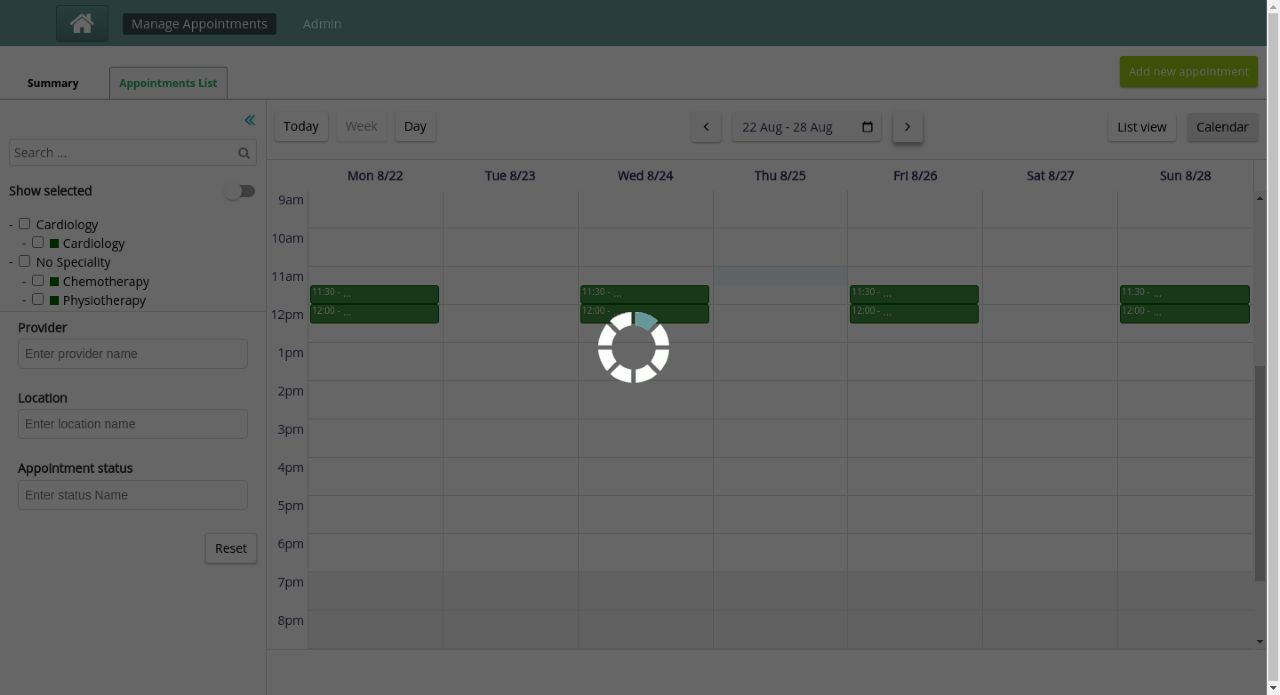 Manage Appointments
Admin
Summary
Appointments List
Add new appointment
Today
Week
Day
22 Aug - 28 Aug
List view
Calendar
Search ...
Show selected
- Cardiology
- Cardiology
- No Speciality
- Chemotherapy
- Physiotherapy
Provider
Enter provider name
Location
Enter location name
Appointment status
Enter status Name
Reset
Mon 8/22 Tue 8/23 Wed 8/24 Thu 8/25 Fri 8/26 Sat 8/27 Sun 8/28
9am
10am
11am
11:30 - ... 11:30 - ... 11:30 - ... 11:30 - ...
12pm
12:00 - ... 12:00 - ... 12:00 - ... 12:00 - ...
1pm
2pm
3pm
4pm
5pm
6pm
7pm
8pm